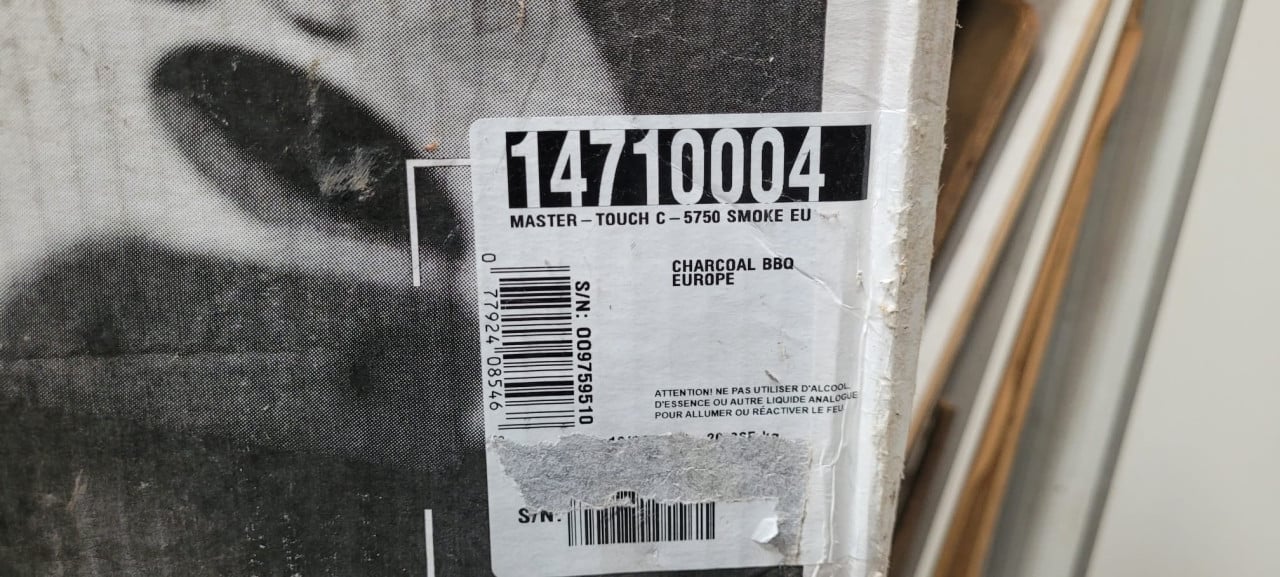 14710004
MASTER-TOUCH C-5750 SMOKE EU
CHARCOAL BBQ
EUROPE
0 77924 08546
S/N: 009759510
ATTENTION! NE PAS UTILISER D'ALCOOL,
D'ESSENCE OU AUTRE LIQUIDE ANALOGUE
POUR ALLUMER OU RÉACTIVER LE FEU
kg
S/N: